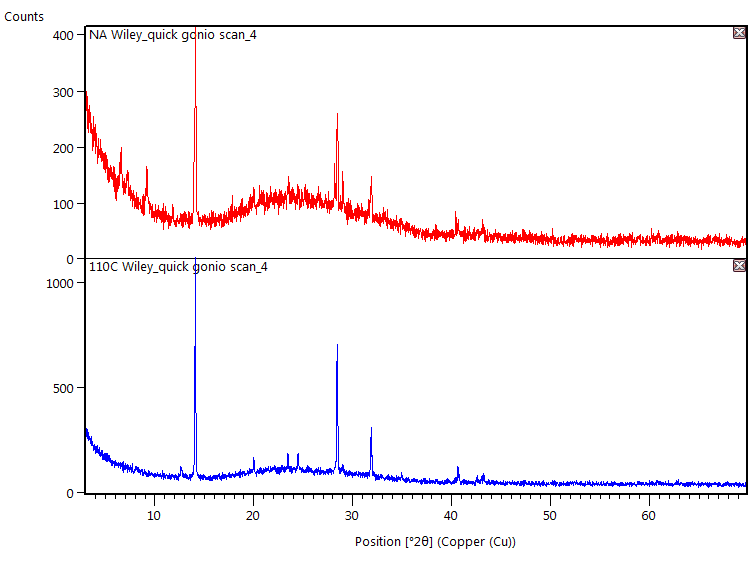 Counts
NA Wiley_quick gonio scan_4
400
300
200
100
0
110C Wiley_quick gonio scan_4
1000
500
0
10 20 30 40 50 60
Position [°2θ] (Copper (Cu))